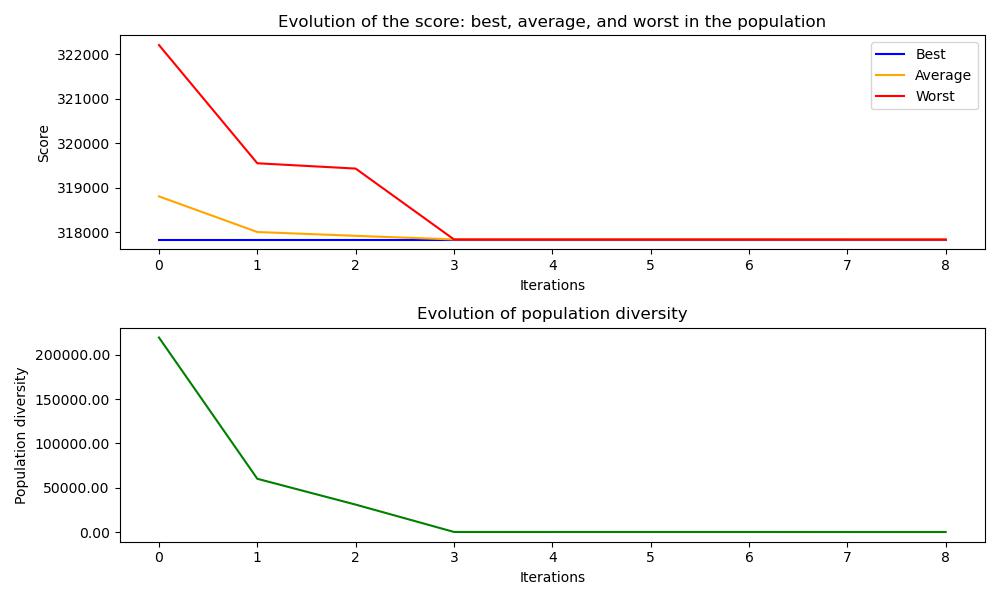 Evolution of the score: best, average, and worst in the population
Score
322000
321000
320000
319000
318000
Best
Average
Worst
0 1 2 3 4 5 6 7 8
Iterations
Evolution of population diversity
Population diversity
200000.00
150000.00
100000.00
50000.00
0.00
0 1 2 3 4 5 6 7 8
Iterations